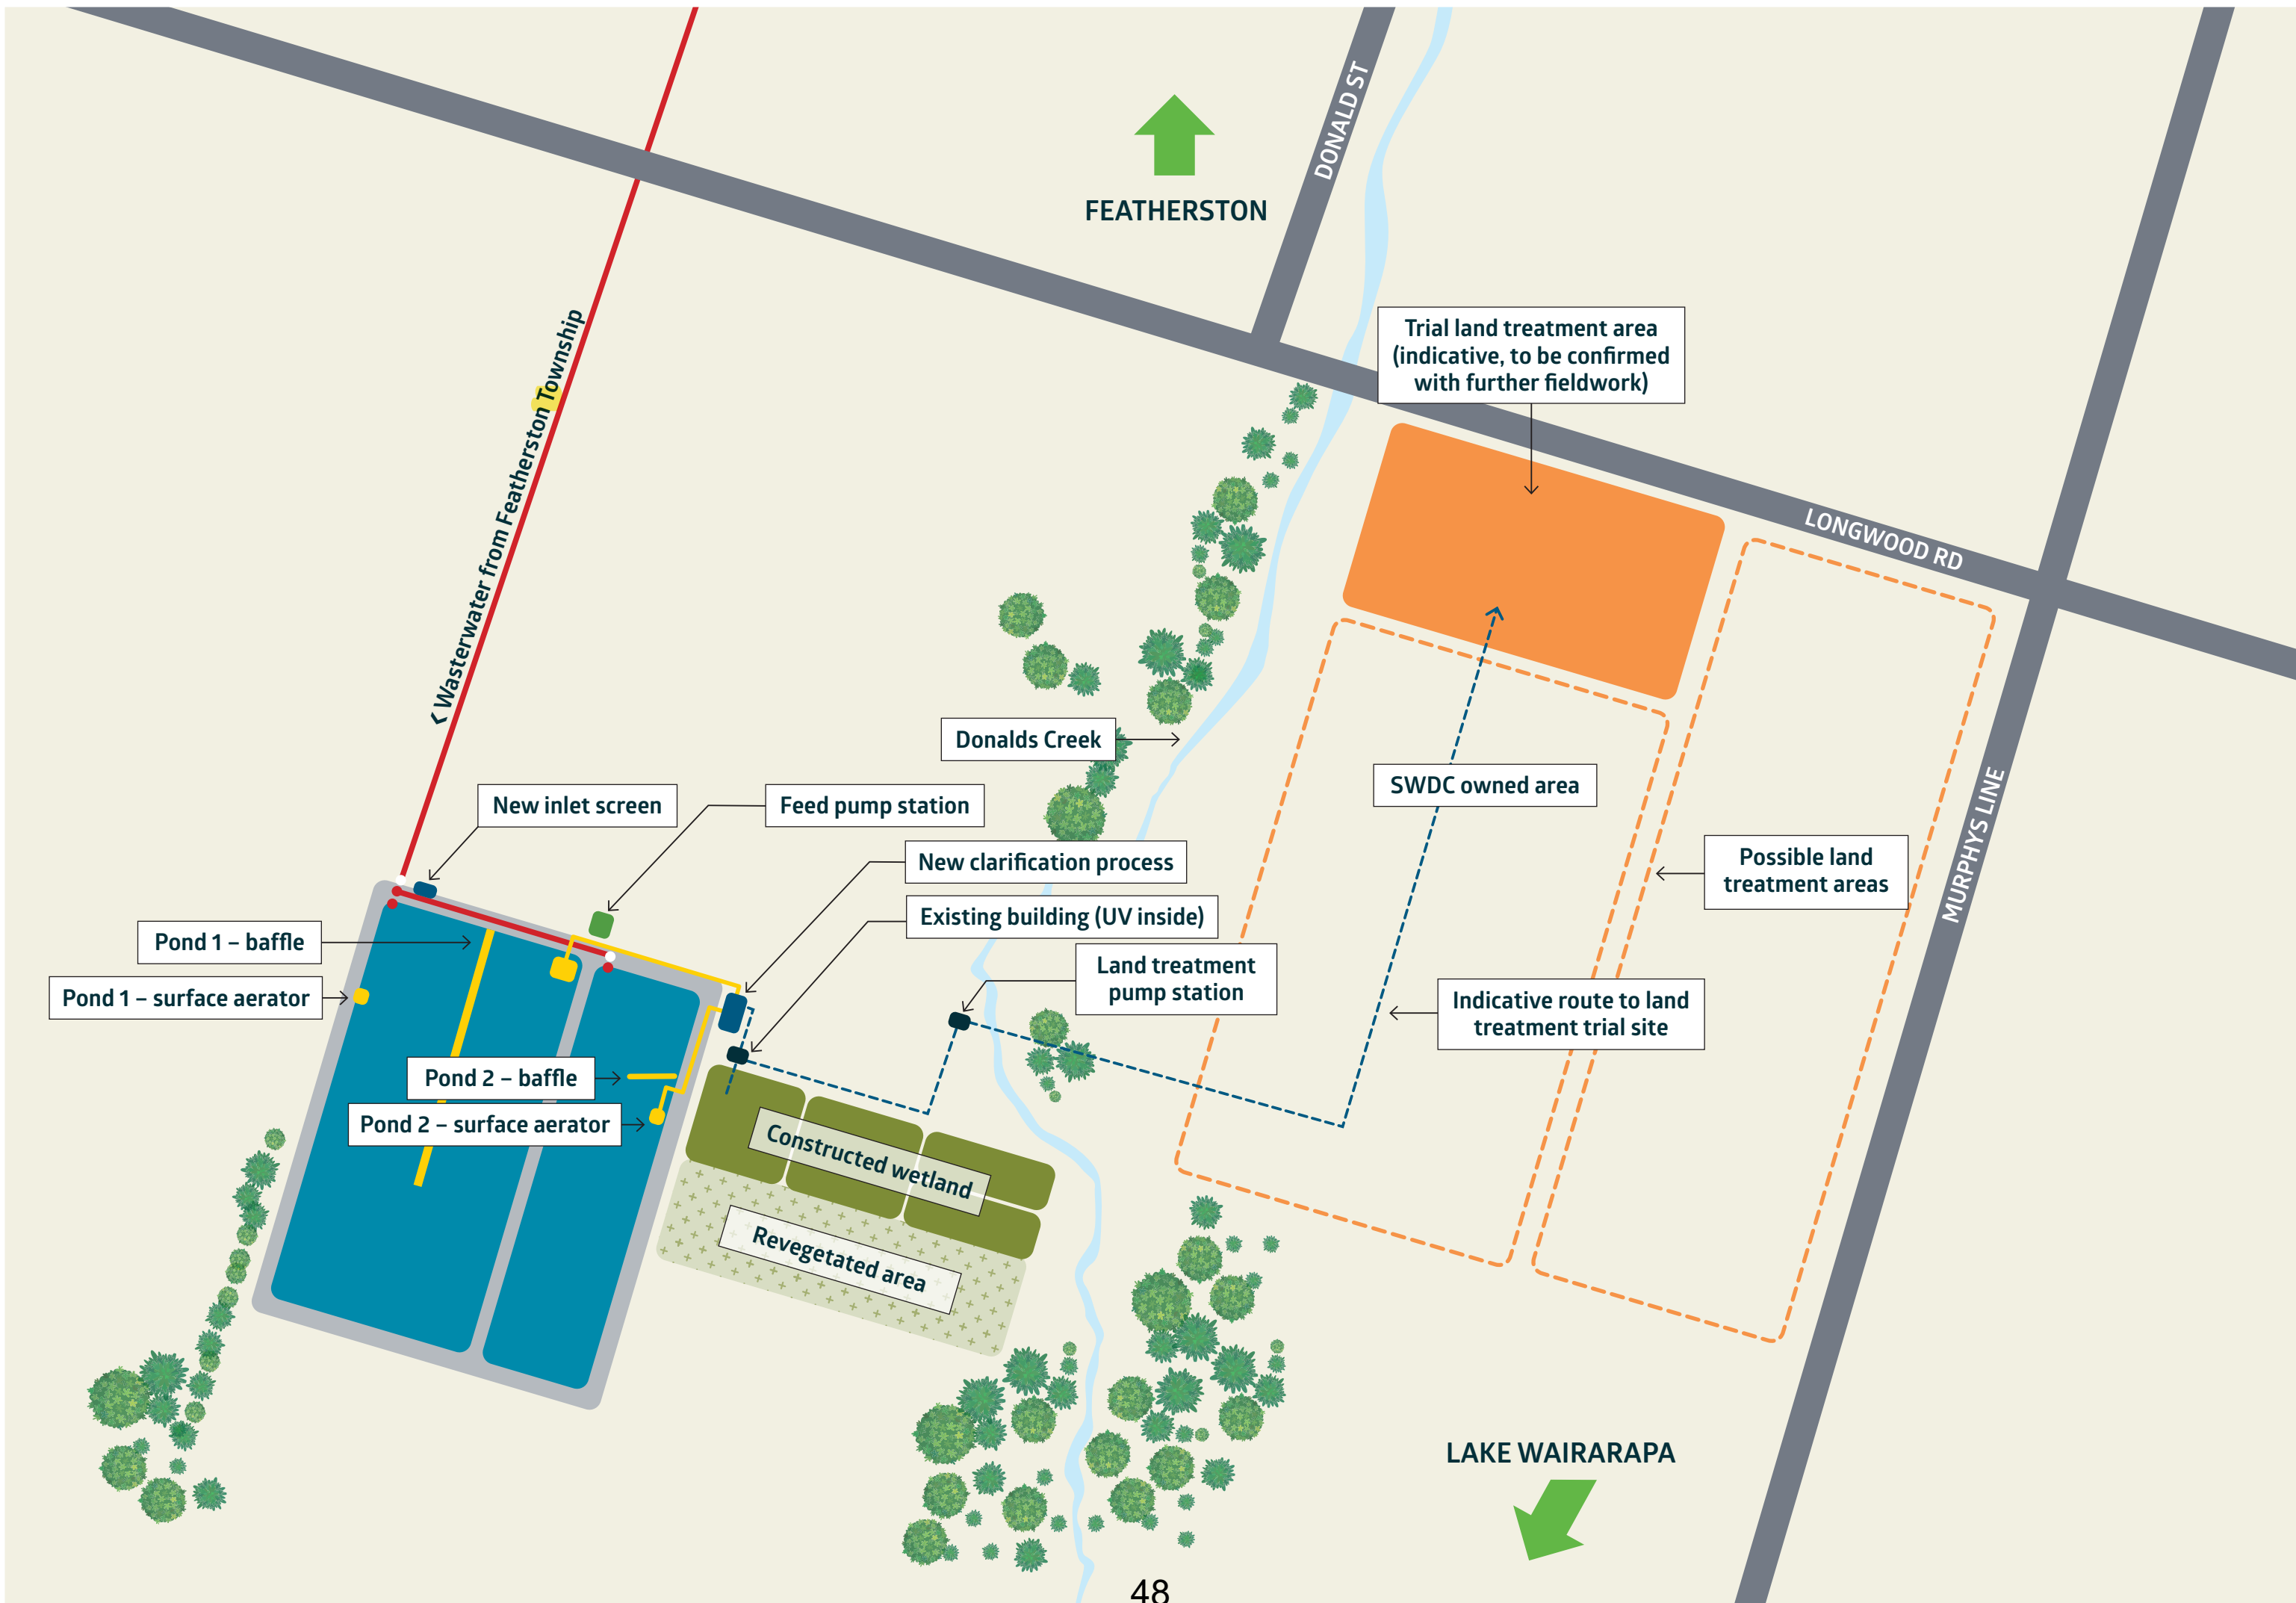 DONALD ST
FEATHERSTON
Trial land treatment area
(indicative, to be confirmed
with further fieldwork)
< Wasterwater from Featherston Township
LONGWOOD RD
Donalds Creek
SWDC owned area
New inlet screen
Feed pump station
MURPHYS LINE
New clarification process
Possible land
treatment areas
Existing building (UV inside)
Pond 1 – baffle
Land treatment
pump station
Pond 1 – surface aerator
Indicative route to land
treatment trial site
Pond 2 – baffle
Pond 2 – surface aerator
Constructed wetland
Revegetated area
LAKE WAIRARAPA
48